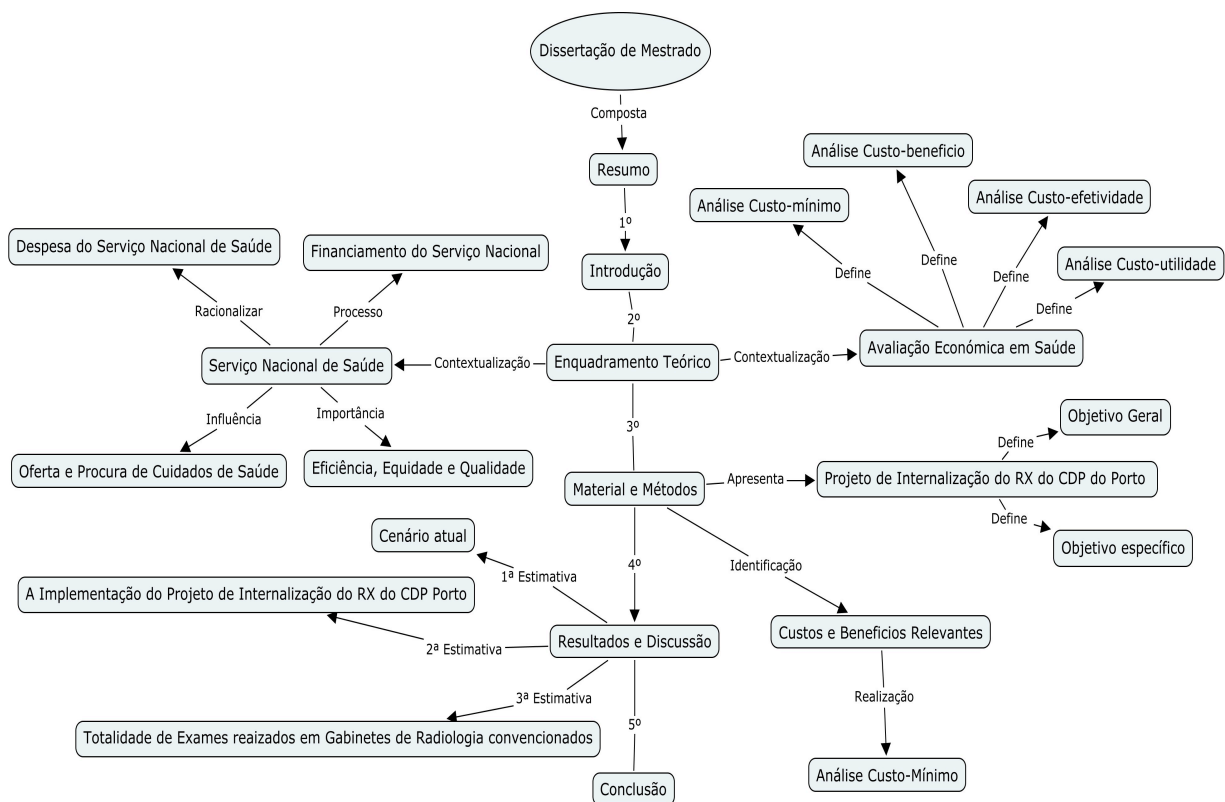 Dissertação de Mestrado
Composta
Resumo
1º
Introdução
2º
Enquadramento Teórico
Contextualização
Serviço Nacional de Saúde
Racionalizar
Despesa do Serviço Nacional de Saúde
Processo
Financiamento do Serviço Nacional
Influência
Oferta e Procura de Cuidados de Saúde
Importância
Eficiência, Equidade e Qualidade
Contextualização
Avaliação Económica em Saúde
Define
Análise Custo-mínimo
Define
Análise Custo-beneficio
Define
Análise Custo-efetividade
Define
Análise Custo-utilidade
3º
Material e Métodos
Apresenta
Projeto de Internalização do RX do CDP do Porto
Define
Objetivo Geral
Define
Objetivo específico
Identificação
Custos e Beneficios Relevantes
Realização
Análise Custo-Mínimo
4º
Resultados e Discussão
1ª Estimativa
Cenário atual
2ª Estimativa
A Implementação do Projeto de Internalização do RX do CDP Porto
3ª Estimativa
Totalidade de Exames reaizados em Gabinetes de Radiologia convencionados
5º
Conclusão